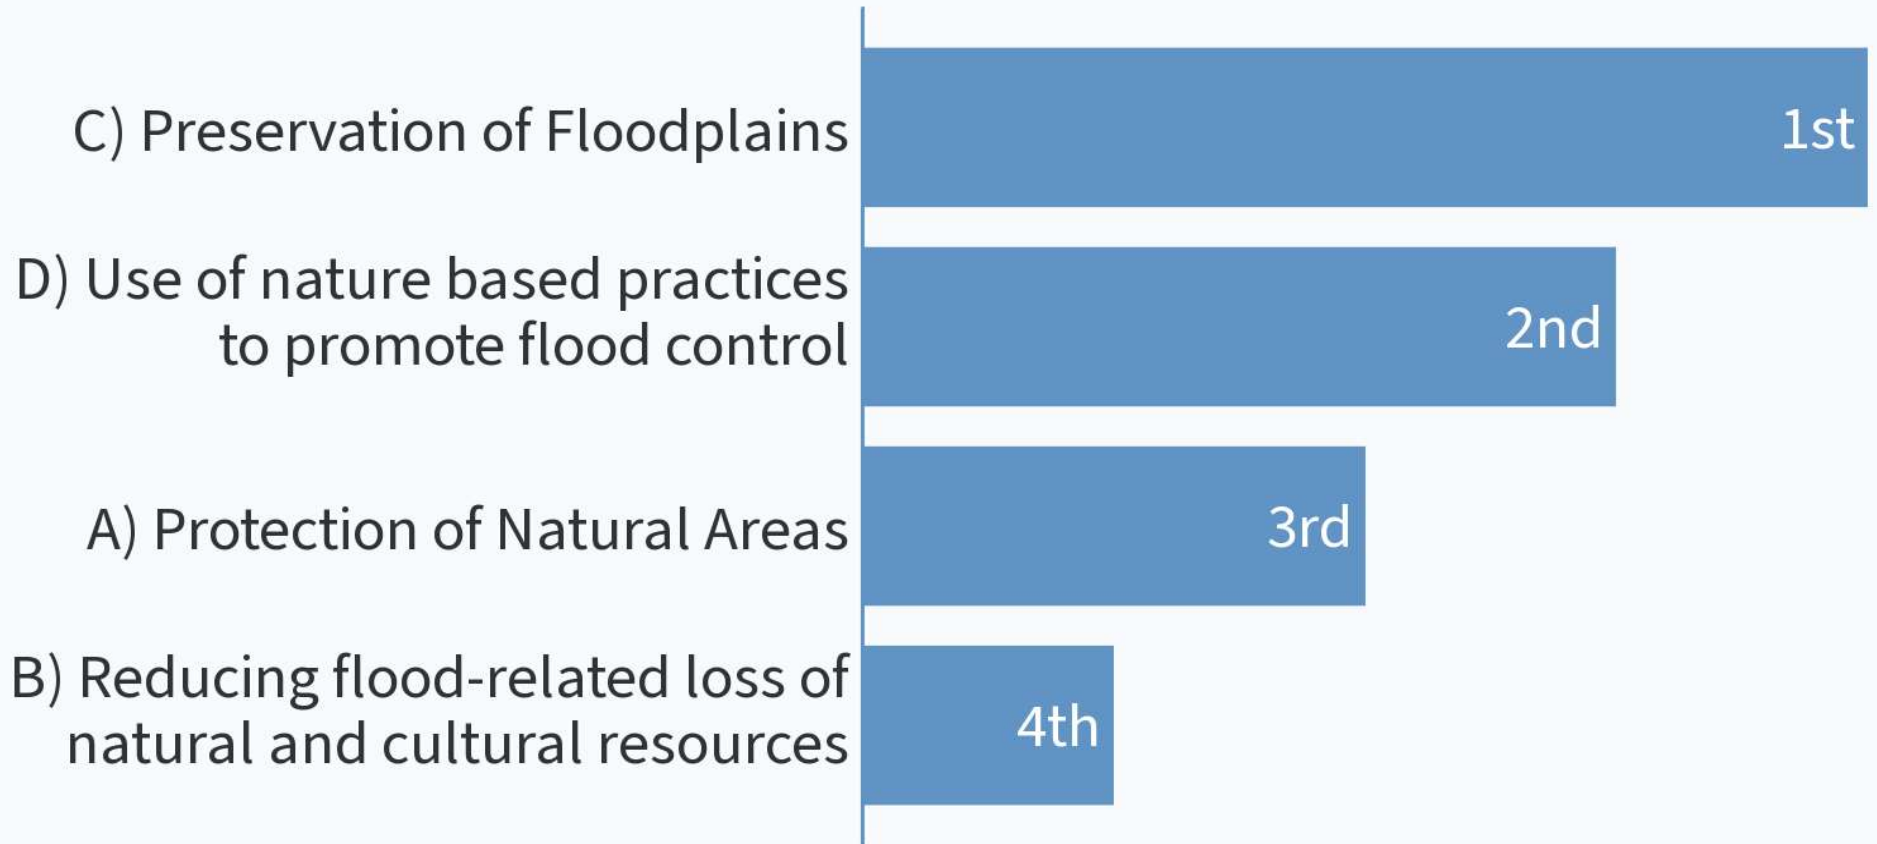 C) Preservation of Floodplains
1st
D) Use of nature based practices
to promote flood control
2nd
A) Protection of Natural Areas
3rd
B) Reducing flood-related loss of
natural and cultural resources
4th